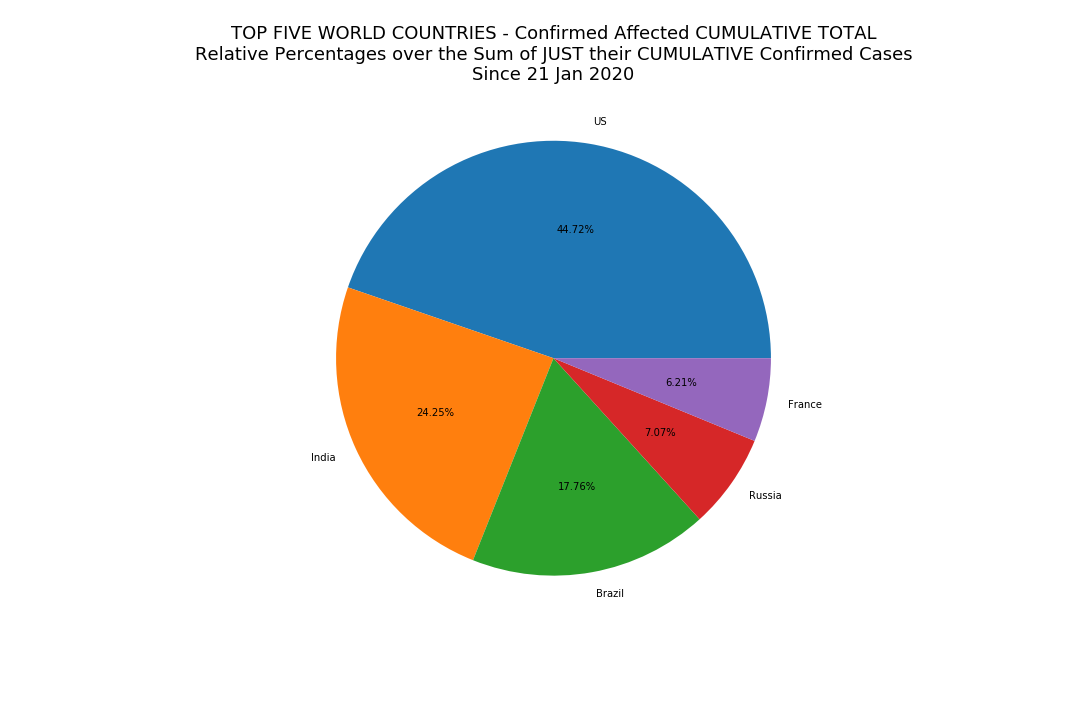 TOP FIVE WORLD COUNTRIES - Confirmed Affected CUMULATIVE TOTAL
Relative Percentages over the Sum of JUST their CUMULATIVE Confirmed Cases
Since 21 Jan 2020
US
44.72%
6.21%
France
24.25%
7.07%
India
17.76%
Russia
Brazil